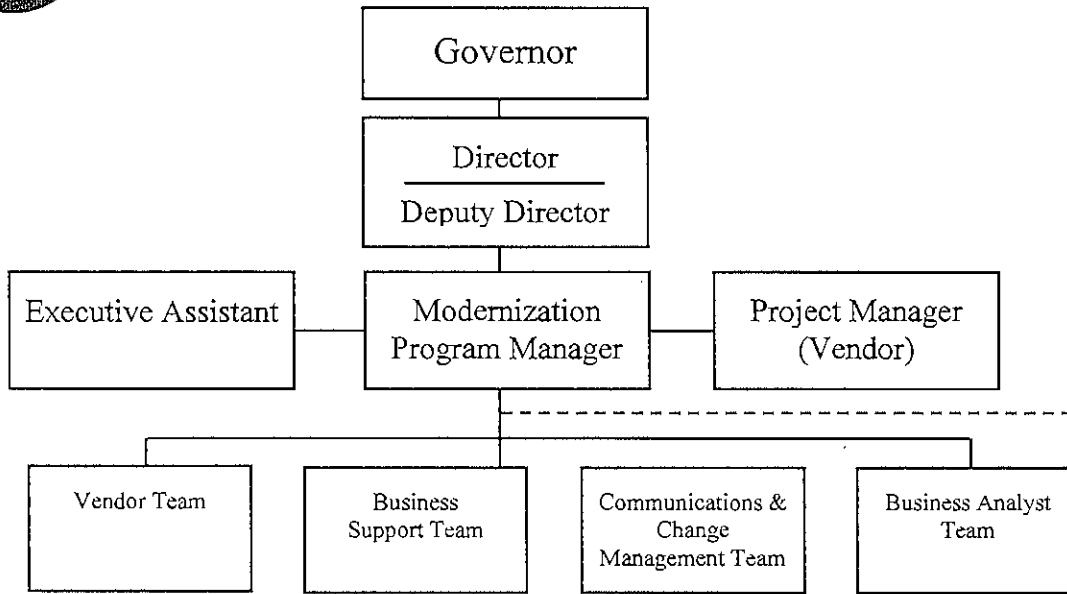 Governor
Director
Deputy Director
Executive Assistant
Modernization
Program Manager
Project Manager
(Vendor)
Vendor Team
Business
Support Team
Communications &
Change
Management Team
Business Analyst
Team